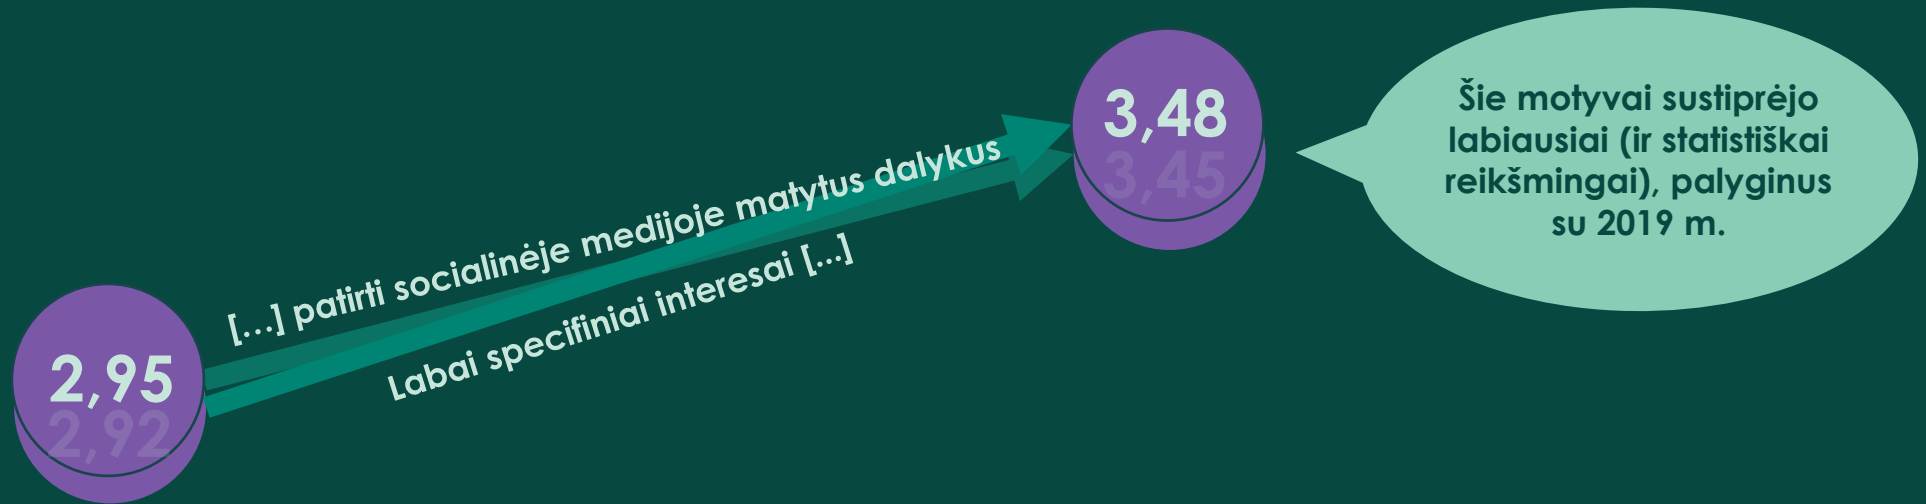 3,48
3,45
[...] patirti socialinėje medijoje matytus dalykus
Labai specifiniai interesai [...]
2,95
2,92
Šie motyvai sustiprėjo
labiausiai (ir statistiškai
reikšmingai), palyginus
su 2019 m.